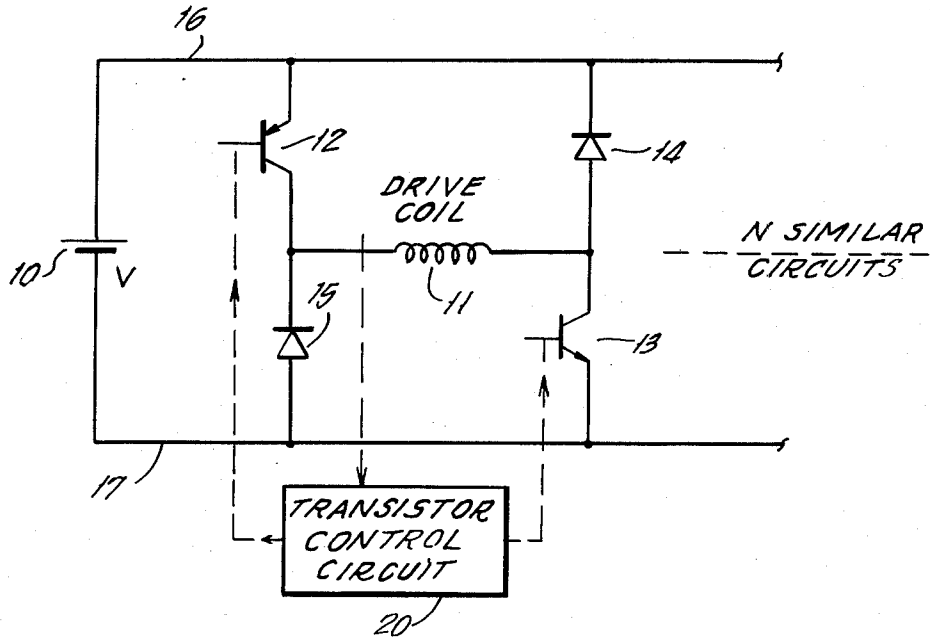 16
12
14
DRIVE
COIL
N SIMILAR
CIRCUITS
10
V
15
11
13
17
TRANSISTOR
CONTROL
CIRCUIT
20